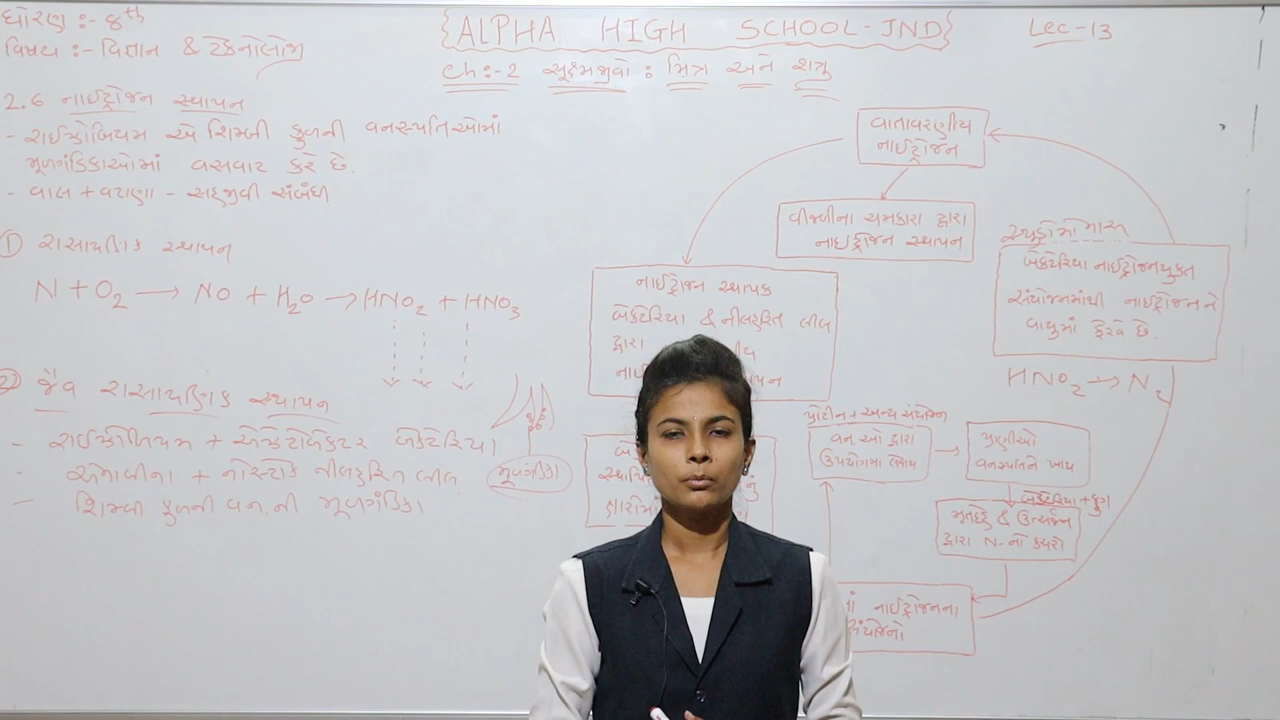 ધોરણ :- 8th
વિષય :- વિજ્ઞાન & ટેકનોલોજી
{ALPHA HIGH SCHOOL-JND}
Lec-13
ch:-2 સૂક્ષ્મજીવો : મિત્ર અને શત્રુ
2.6 નાઈટ્રોજન સ્થાપન
- રાઈઝોબિયમ એ શિમ્બી કુળની વનસ્પતિઓમાં
મૂળગંડિકાઓમાં વસવાટ કરે છે.
- વાલ + વટાણા - સહજીવી સંબંધ
① રાસાયણિક સ્થાપન
N + O2 → NO + H2O → HNO2 + HNO3
② જૈવ રાસાયણિક સ્થાપન
- રાઈઝોબિયમ + એઝેટોબેક્ટર બેક્ટેરિયા
- એનાબીના + નોસ્ટોક નીલહરિત લીલ
- શિમ્બી કુળની વન.ની મૂળગંડિકા
મૂળગંડિકા
વાતાવરણીય
નાઈટ્રોજન
વીજળીના ચમકારા દ્વારા
નાઈટ્રોજન સ્થાપન
નાઈટ્રોજન સ્થાપક
બેક્ટેરિયા & નીલહરિત લીલ
દ્વારા
સ્યુડોમોનાસ
બેક્ટેરિયા નાઈટ્રોજનયુક્ત
સંયોજનમાંથી નાઈટ્રોજનને
વાયુમાં ફેરવે છે.
HNO2 → N2
પ્રોટીન + અન્ય સંયોજન
વન.ઓ દ્વારા
ઉપયોગમાં લેવાય
પ્રાણીઓ
વનસ્પતિને ખાય
બેક્ટેરિયા + ફુગ
મૃતદેહ & ઉત્સર્જન
દ્વારા N-નો કચરો
નાઈટ્રોજનના